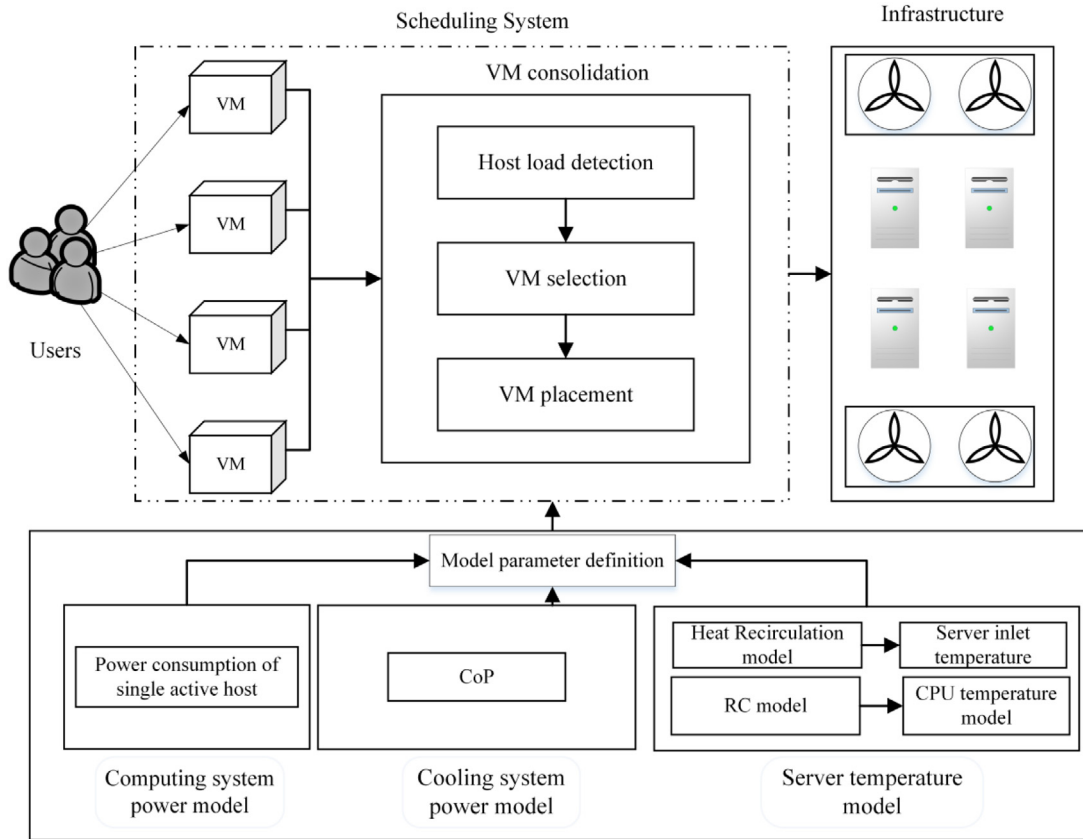 Scheduling System
Infrastructure
VM consolidation
VM
VM
VM
VM
Users
Host load detection
VM selection
VM placement
Model parameter definition
Power consumption of
single active host
CoP
Heat Recirculation
model
Server inlet
temperature
RC model
CPU temperature
model
Computing system
power model
Cooling system
power model
Server temperature
model